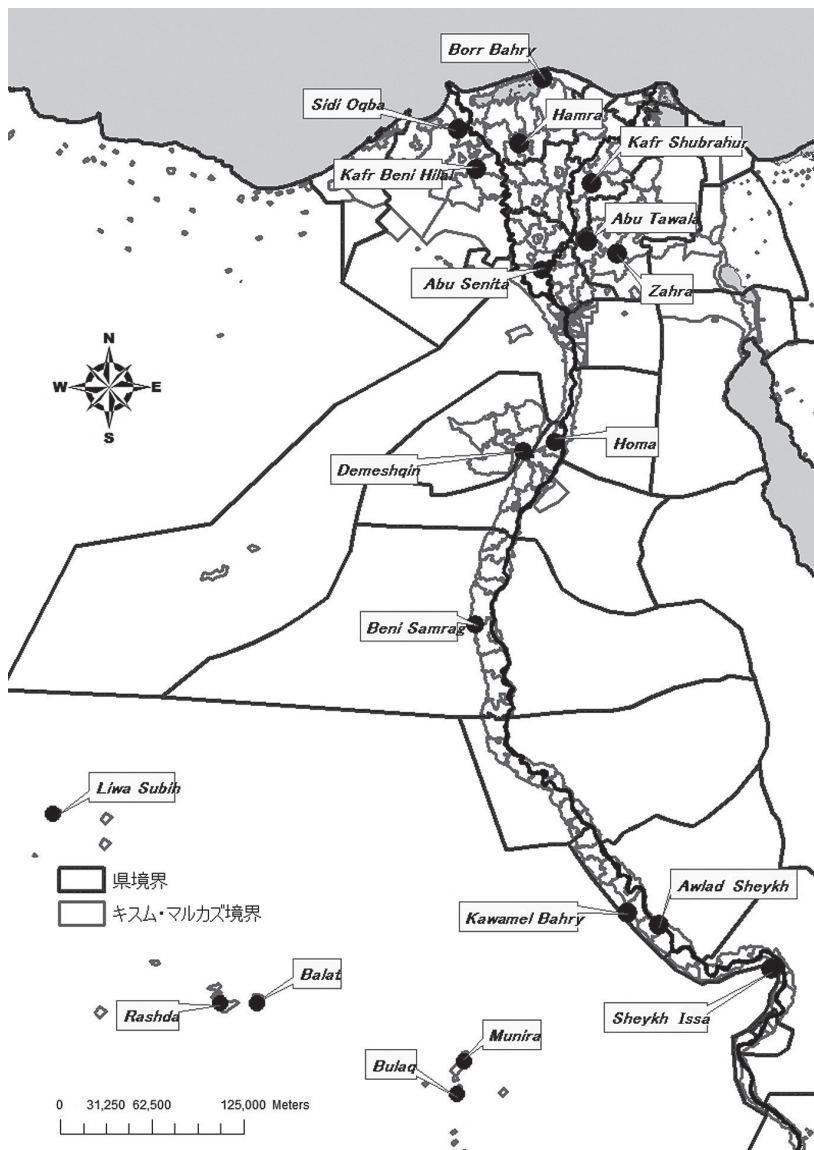 Borr Bahry
Sidi Oqba
Hamra
Kafr Shubrahur
Kafr Beni Hilal
Abu Tawala
Abu Senita
Zahra
N
W E
S
Homa
Demeshqin
Beni Samrag
Liwa Subih
県境界
キスム・マルカズ境界
Awlad Sheykh
Kawamel Bahry
Balat
Rashda
Sheykh Issa
Munira
Bulaq
0 31,250 62,500 125,000 Meters